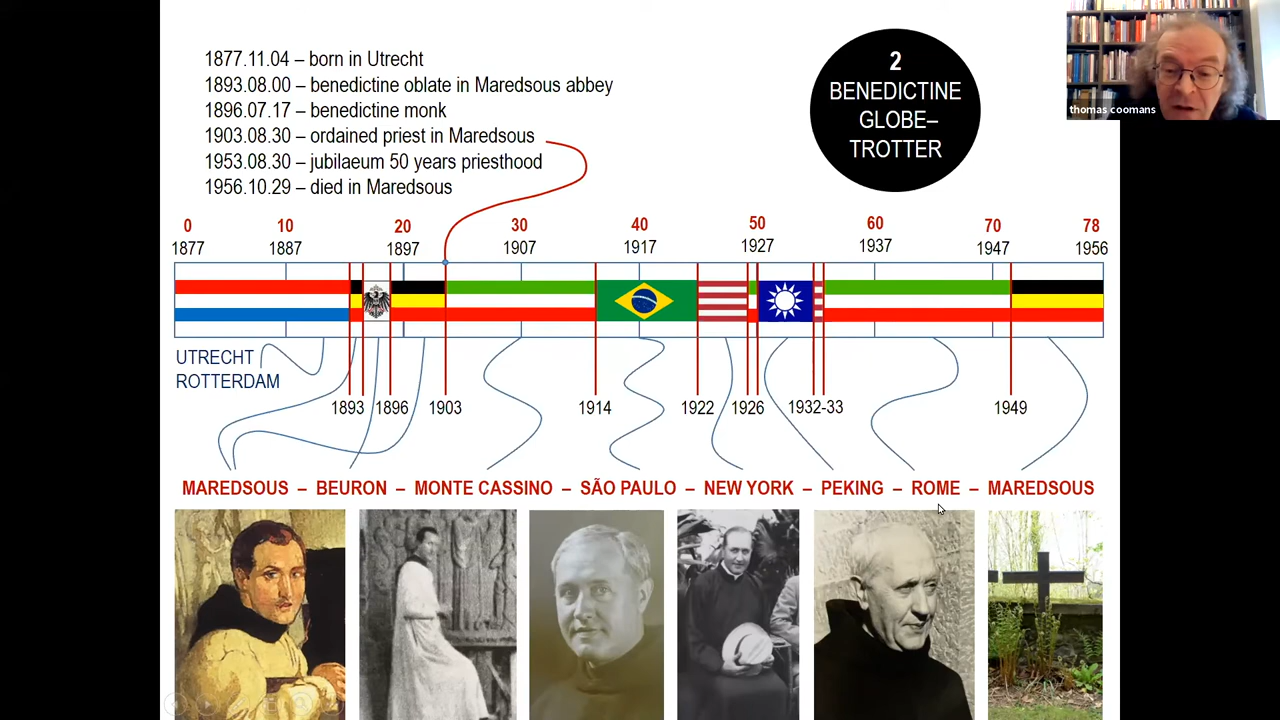 1877.11.04 – born in Utrecht
1893.08.00 – benedictine oblate in Maredsous abbey
1896.07.17 – benedictine monk
1903.08.30 – ordained priest in Maredsous
1953.08.30 – jubilaeum 50 years priesthood
1956.10.29 – died in Maredsous
2
BENEDICTINE
GLOBE–
TROTTER
thomas coomans
0 10 20 30 40 50 60 70 78
1877 1887 1897 1907 1917 1927 1937 1947 1956
UTRECHT
ROTTERDAM
1893 1896 1903 1914 1922 1926 1932-33 1949
MAREDSOUS – BEURON – MONTE CASSINO – SÃO PAULO – NEW YORK – PEKING – ROME – MAREDSOUS